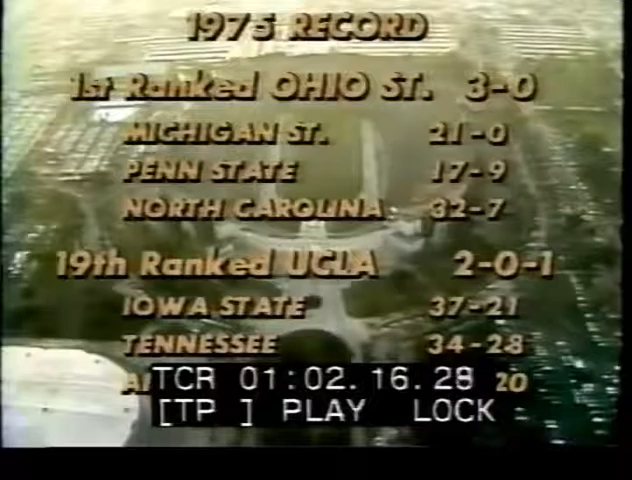 1975 RECORD
1st Ranked OHIO ST. 3-0
MICHIGAN ST. 21-0
PENN STATE 17-9
NORTH CAROLINA 32-7
19th Ranked UCLA 2-0-1
IOWA STATE 37-21
TENNESSEE 34-28
20
TCR 01:02.16.28
[TP ] PLAY LOCK